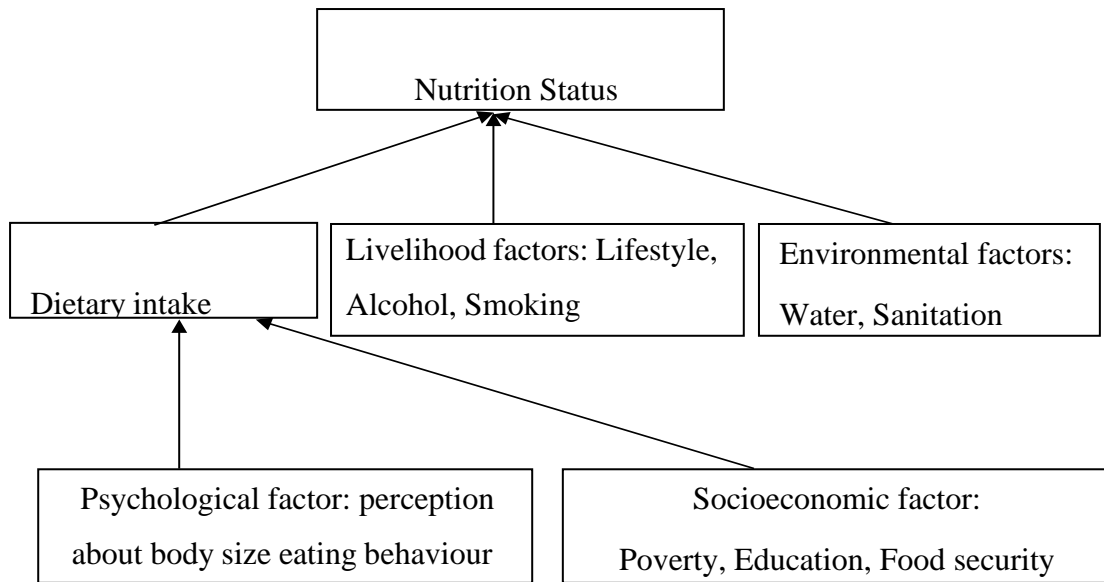 Nutrition Status
Dietary intake
Livelihood factors: Lifestyle,
Alcohol, Smoking
Environmental factors:
Water, Sanitation
Psychological factor: perception
about body size eating behaviour
Socioeconomic factor:
Poverty, Education, Food security